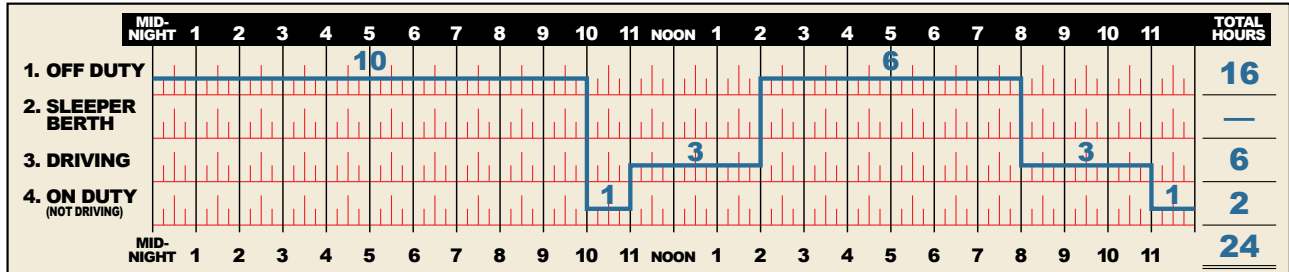 MID-NIGHT 1 2 3 4 5 6 7 8 9 10 11 NOON 1 2 3 4 5 6 7 8 9 10 11 TOTAL HOURS
1. OFF DUTY 10 6 16
2. SLEEPER BERTH —
3. DRIVING 3 3 6
4. ON DUTY (NOT DRIVING) 1 1 2
MID-NIGHT 1 2 3 4 5 6 7 8 9 10 11 NOON 1 2 3 4 5 6 7 8 9 10 11 24